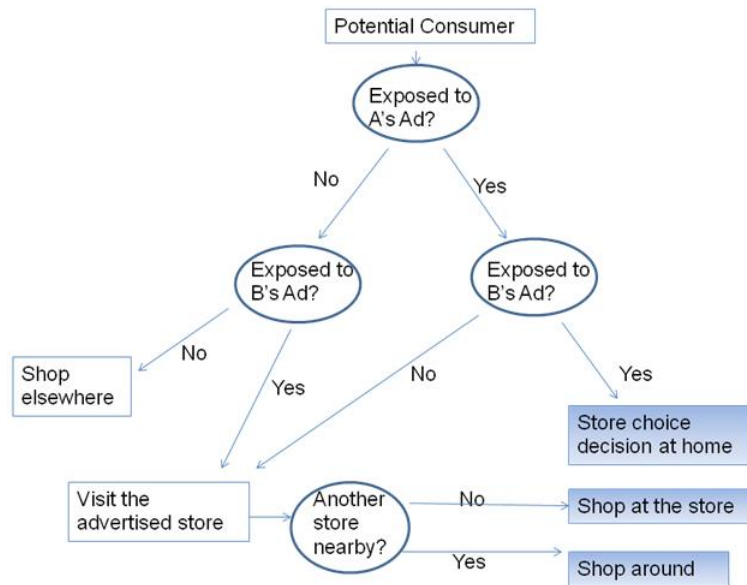 Potential Consumer
Exposed to
A's Ad?
No
Yes
Exposed to
B's Ad?
Exposed to
B's Ad?
No
Yes
No
Yes
Shop
elsewhere
Store choice
decision at home
Visit the
advertised store
Another
store
nearby?
No
Shop at the store
Yes
Shop around